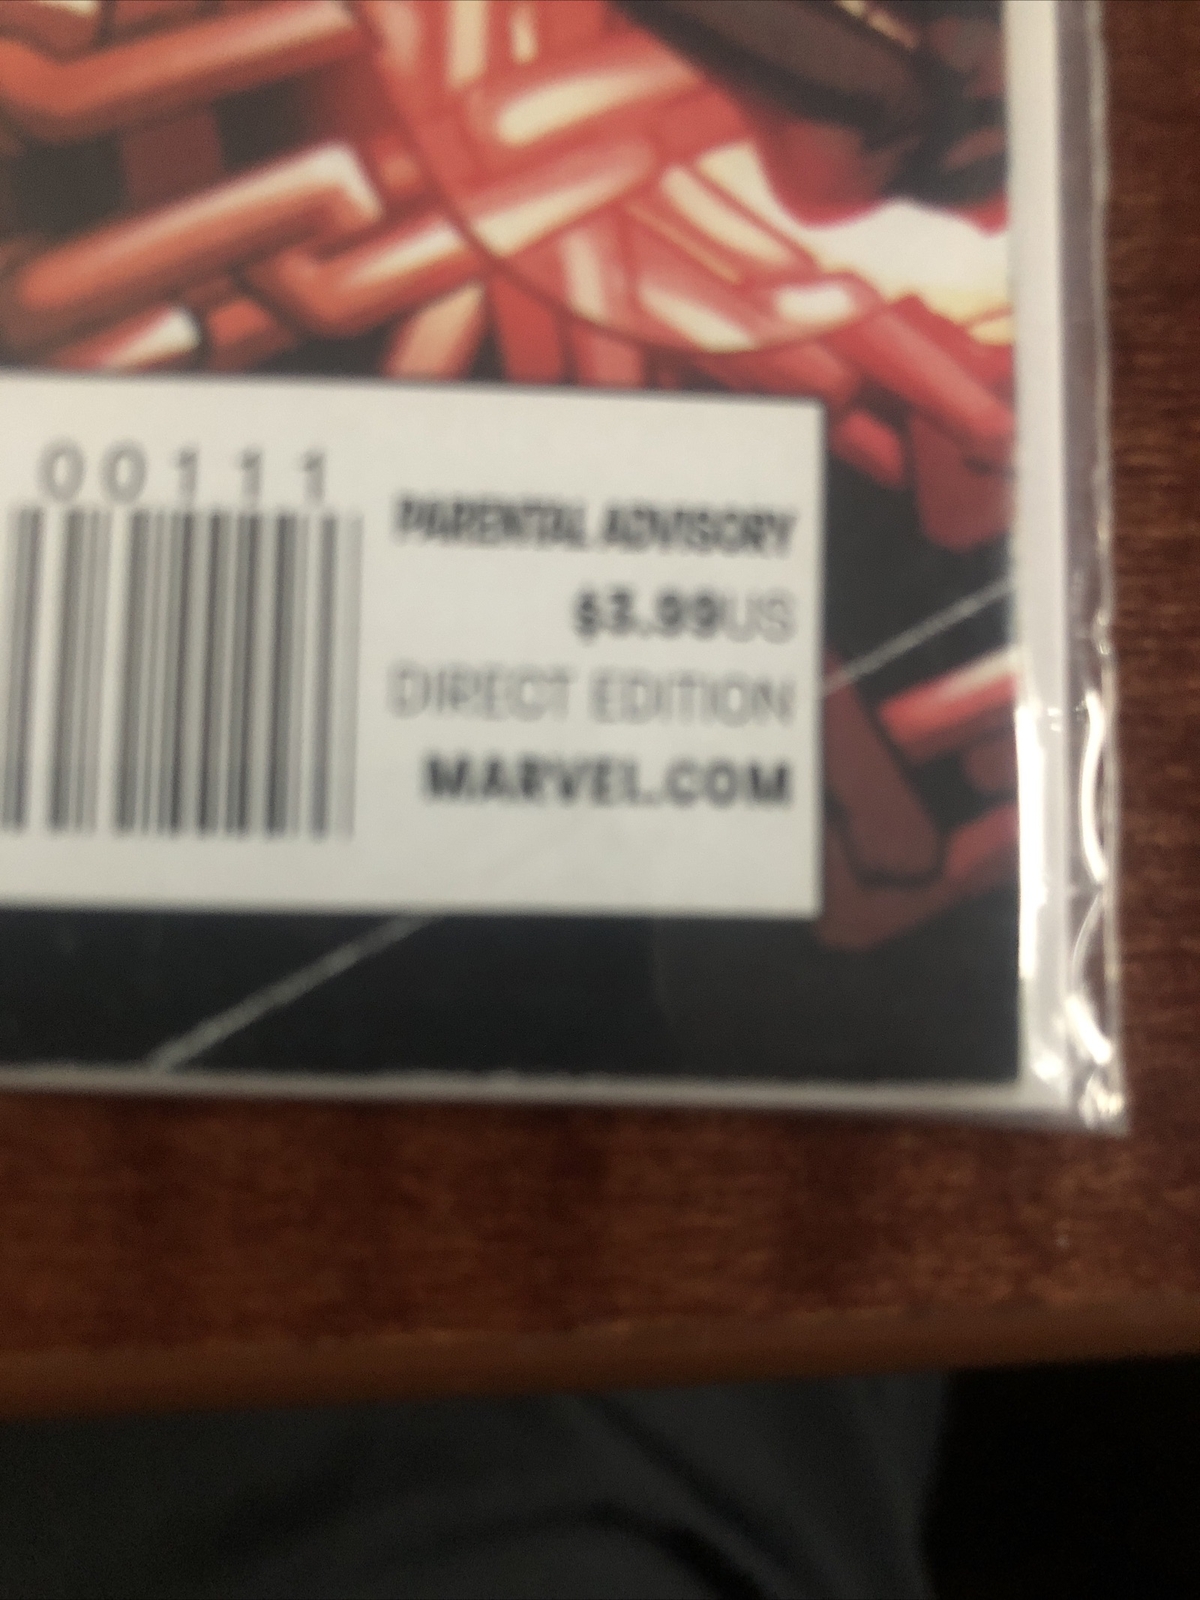 00111
PARENTAL ADVISORY
$3.99US
DIRECT EDITION
MARVEL.COM